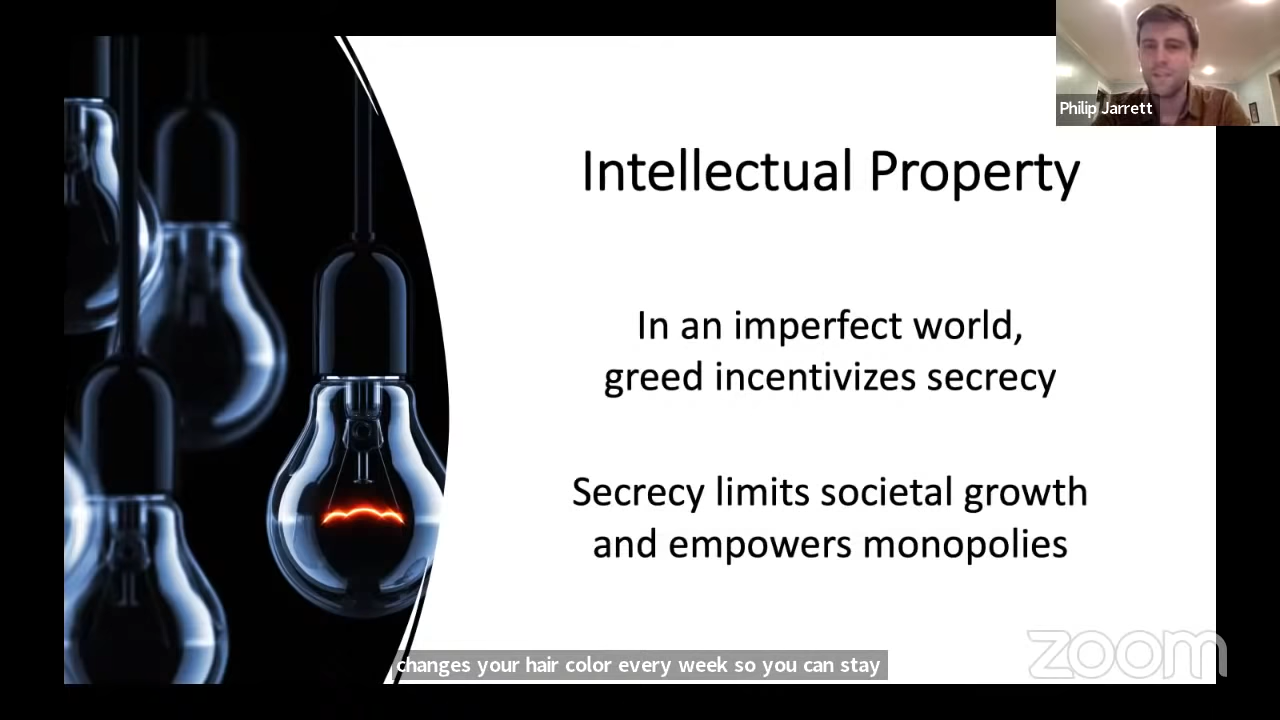 Philip Jarrett
Intellectual Property
In an imperfect world,
greed incentivizes secrecy
Secrecy limits societal growth
and empowers monopolies
changes your hair color every week so you can stay
zoom